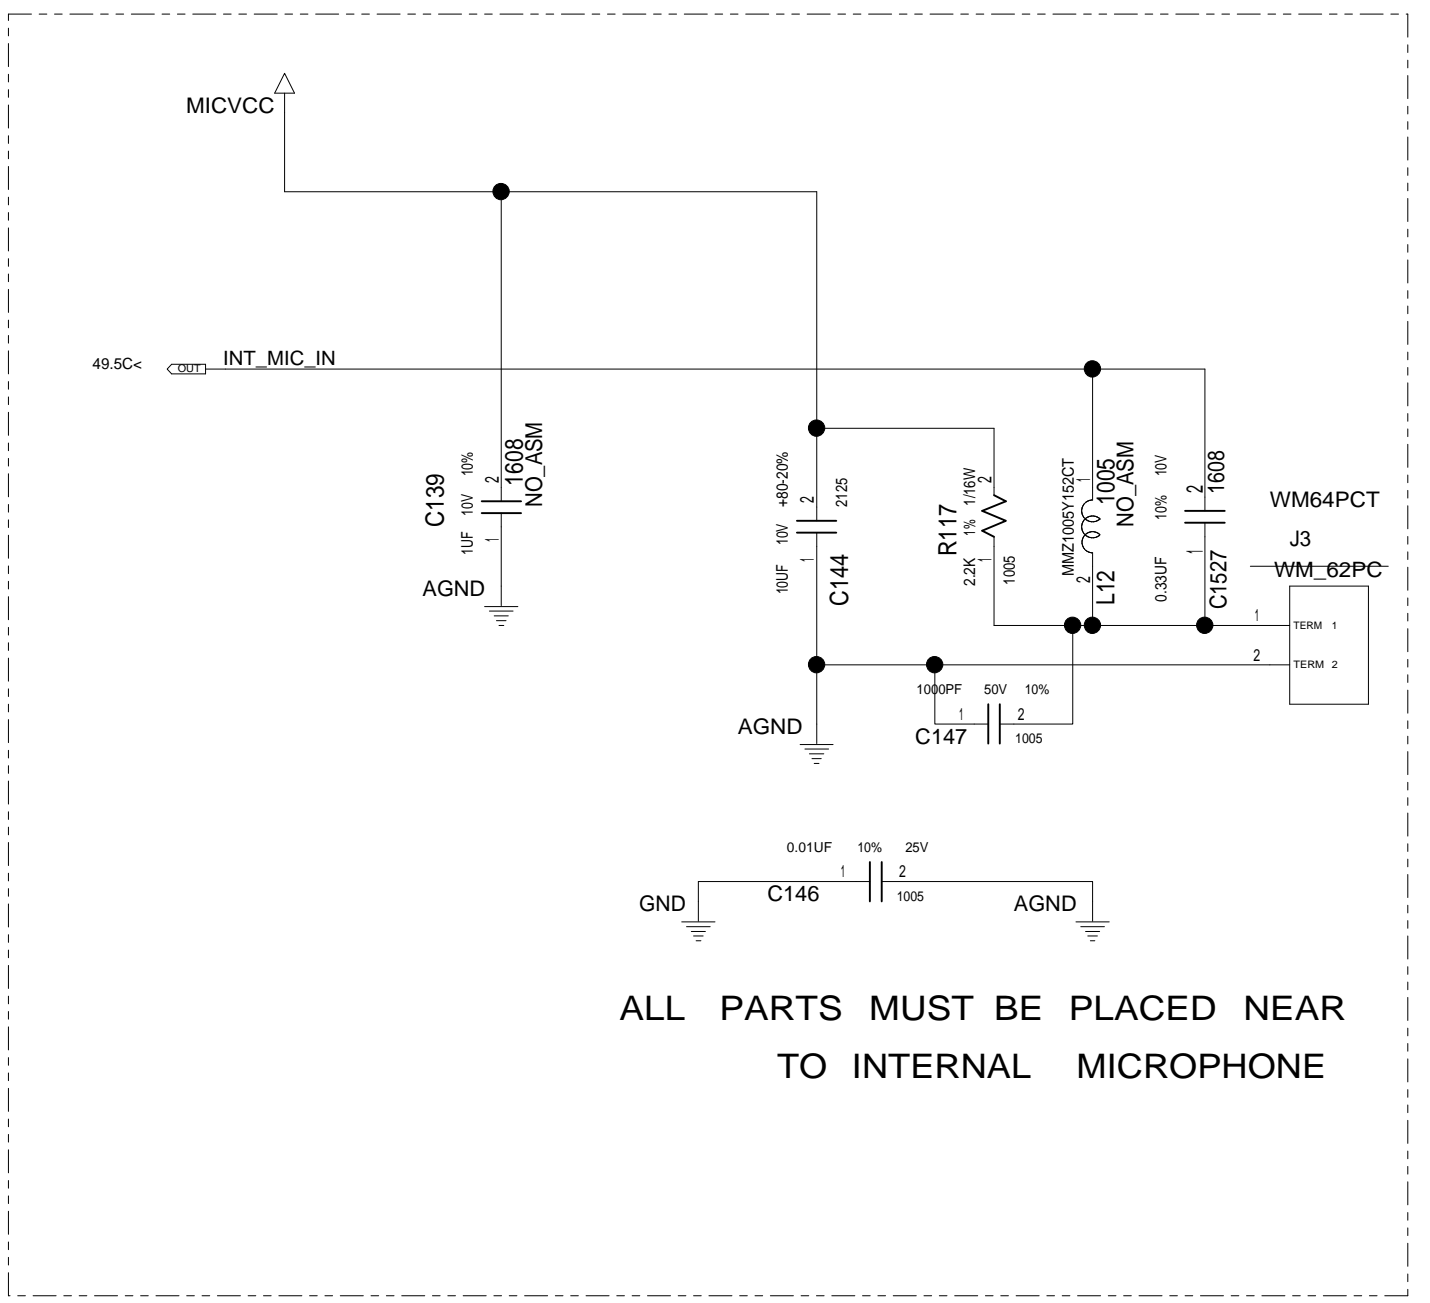 MICVCC
49.5C<
OUT
INT_MIC_IN
C139
1UF 10V 10%
2
1
1608
NO_ASM
AGND
10UF 10V +80-20%
2
1
2125
C144
R117
2.2K 1% 1/16W
2
1
1005
MMZ1005Y152CT
1
2
1005
NO_ASM
L12
0.33UF 10% 10V
2
1
1608
C1527
WM64PCT
J3
WM_62PC
1
TERM 1
2
TERM 2
AGND
1000PF 50V 10%
1
2
C147
1005
0.01UF 10% 25V
1
2
C146
1005
GND
AGND
ALL PARTS MUST BE PLACED NEAR
TO INTERNAL MICROPHONE